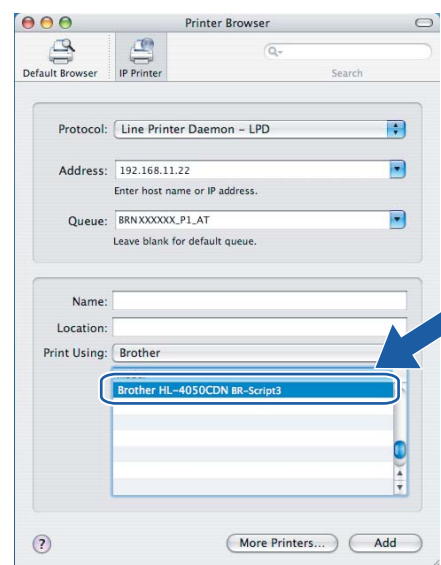 Printer Browser
Default Browser
IP Printer
Q-
Search
Protocol: Line Printer Daemon – LPD
Address: 192.168.11.22
Enter host name or IP address.
Queue: BRNXXXXXX_P1_AT
Leave blank for default queue.
Name:
Location:
Print Using: Brother
Brother HL-4050CDN BR-Script3
? More Printers... Add